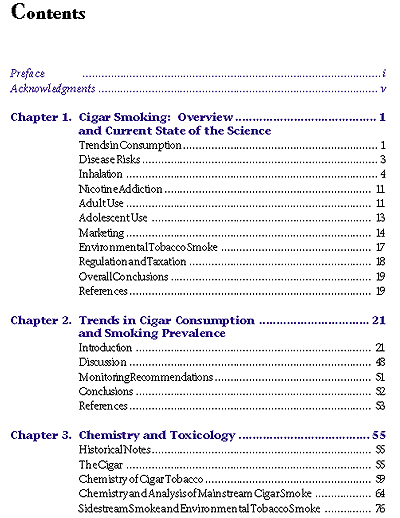 Contents
Preface ..... i
Acknowledgments ..... v
Chapter 1. Cigar Smoking: Overview ..... 1
and Current State of the Science
Trends in Consumption ..... 1
Disease Risks ..... 3
Inhalation ..... 4
Nicotine Addiction ..... 11
Adult Use ..... 11
Adolescent Use ..... 13
Marketing ..... 14
Environmental Tobacco Smoke ..... 17
Regulation and Taxation ..... 18
Overall Conclusions ..... 19
References ..... 19
Chapter 2. Trends in Cigar Consumption ..... 21
and Smoking Prevalence
Introduction ..... 21
Discussion ..... 48
Monitoring Recommendations ..... 51
Conclusions ..... 52
References ..... 53
Chapter 3. Chemistry and Toxicology ..... 55
Historical Notes ..... 55
The Cigar ..... 55
Chemistry of Cigar Tobacco ..... 59
Chemistry and Analysis of Mainstream Cigar Smoke ..... 64
Sidestream Smoke and Environmental Tobacco Smoke ..... 76